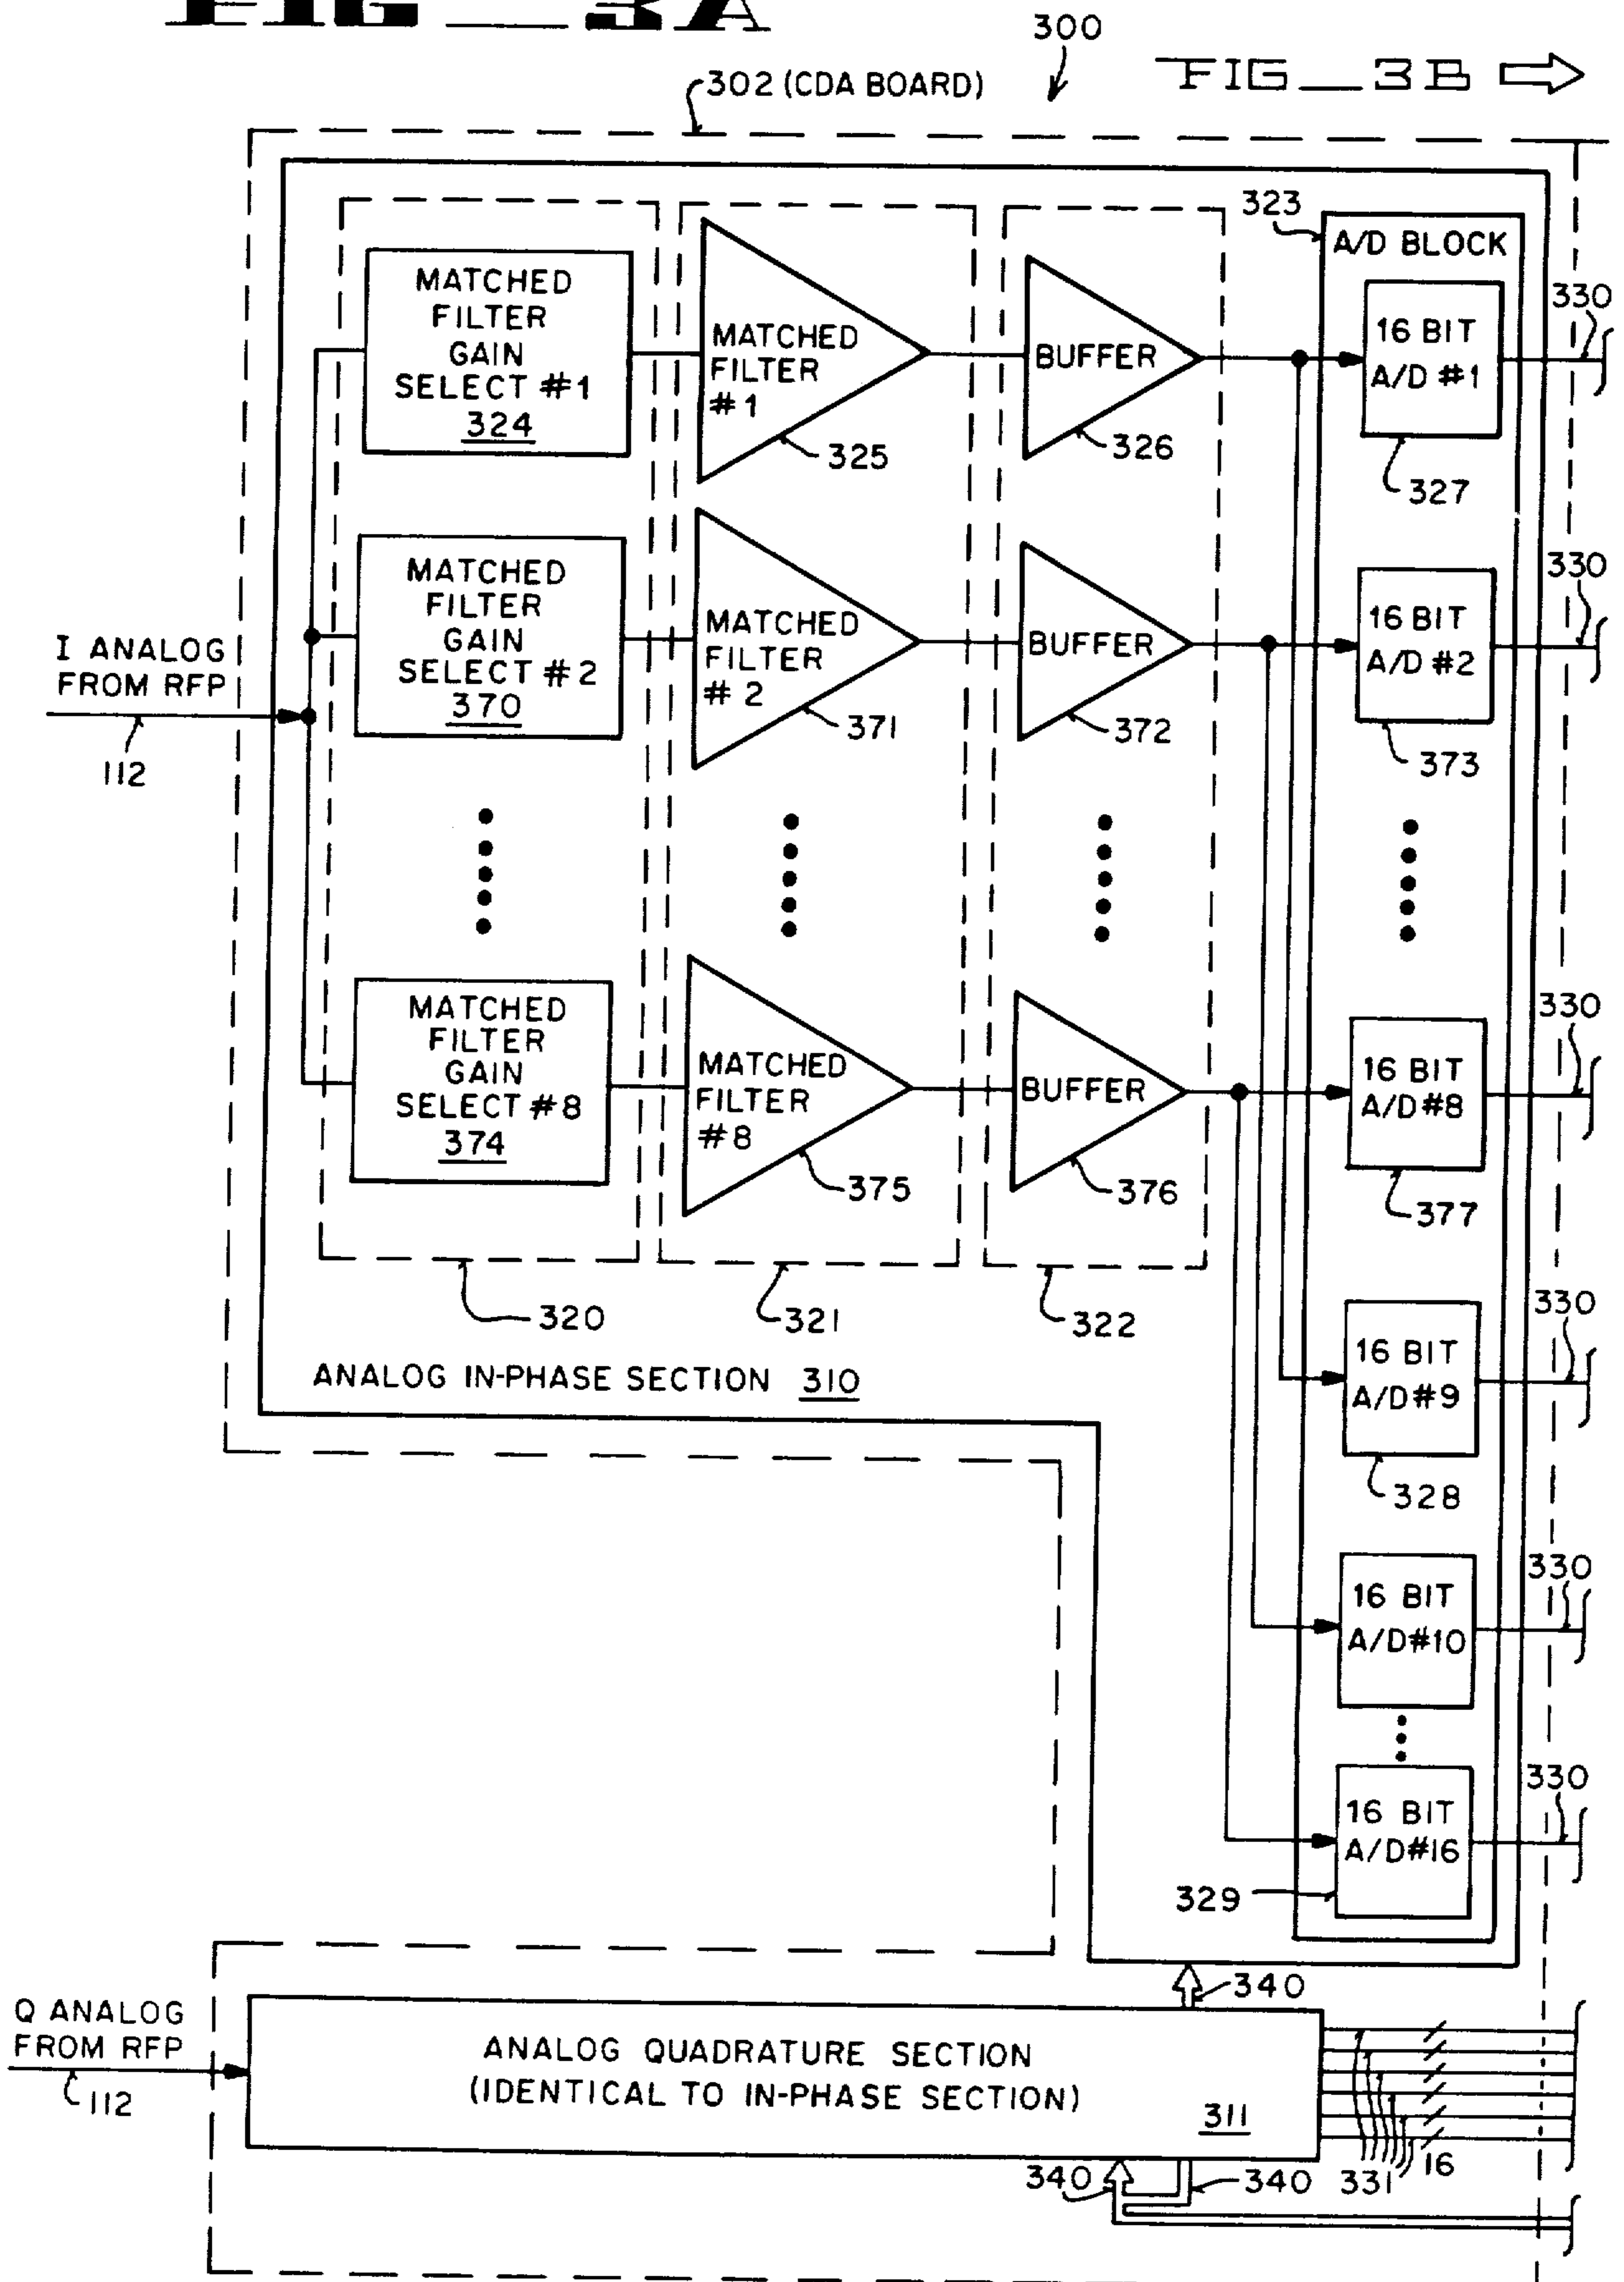 FIG_3A
300
FIG_3B
302 (CDA BOARD)
323
A/D BLOCK
MATCHED
FILTER
GAIN
SELECT #1
324
MATCHED
FILTER
#1
325
BUFFER
326
16 BIT
A/D #1
327
330
MATCHED
FILTER
GAIN
SELECT #2
370
MATCHED
FILTER
#2
371
BUFFER
372
16 BIT
A/D #2
373
330
I ANALOG
FROM RFP
112
MATCHED
FILTER
GAIN
SELECT #8
374
MATCHED
FILTER
#8
375
BUFFER
376
16 BIT
A/D#8
377
330
320
321
322
ANALOG IN-PHASE SECTION 310
16 BIT
A/D#9
328
330
16 BIT
A/D#10
330
16 BIT
A/D#16
329
330
340
Q ANALOG
FROM RFP
112
ANALOG QUADRATURE SECTION
(IDENTICAL TO IN-PHASE SECTION)
311
340
340
331
16